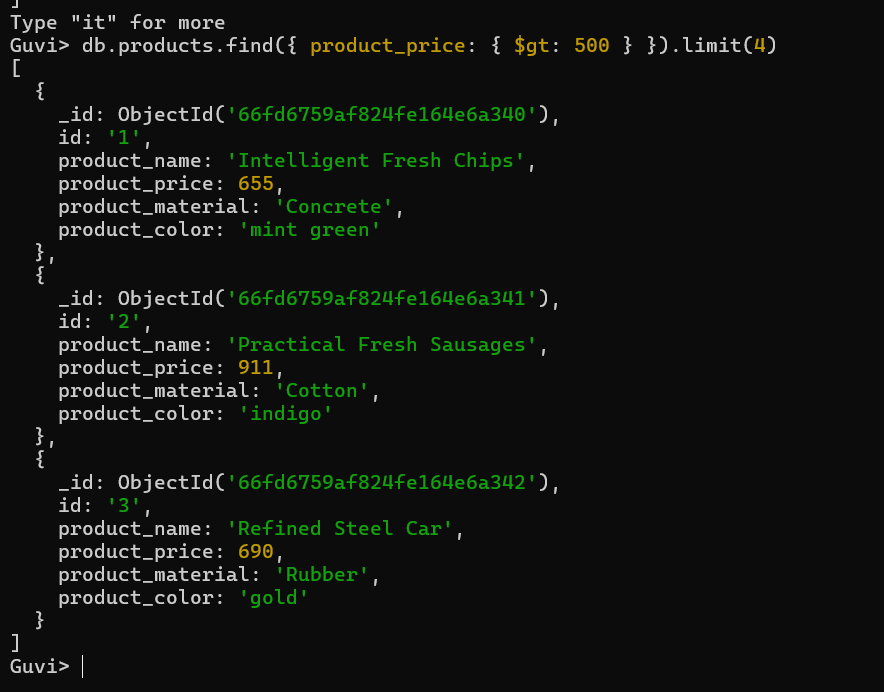 ]
Type "it" for more
Guvi> db.products.find({ product_price: { $gt: 500 } }).limit(4)
[
  {
    _id: ObjectId('66fd6759af824fe164e6a340'),
    id: '1',
    product_name: 'Intelligent Fresh Chips',
    product_price: 655,
    product_material: 'Concrete',
    product_color: 'mint green'
  },
  {
    _id: ObjectId('66fd6759af824fe164e6a341'),
    id: '2',
    product_name: 'Practical Fresh Sausages',
    product_price: 911,
    product_material: 'Cotton',
    product_color: 'indigo'
  },
  {
    _id: ObjectId('66fd6759af824fe164e6a342'),
    id: '3',
    product_name: 'Refined Steel Car',
    product_price: 690,
    product_material: 'Rubber',
    product_color: 'gold'
  }
]
Guvi>